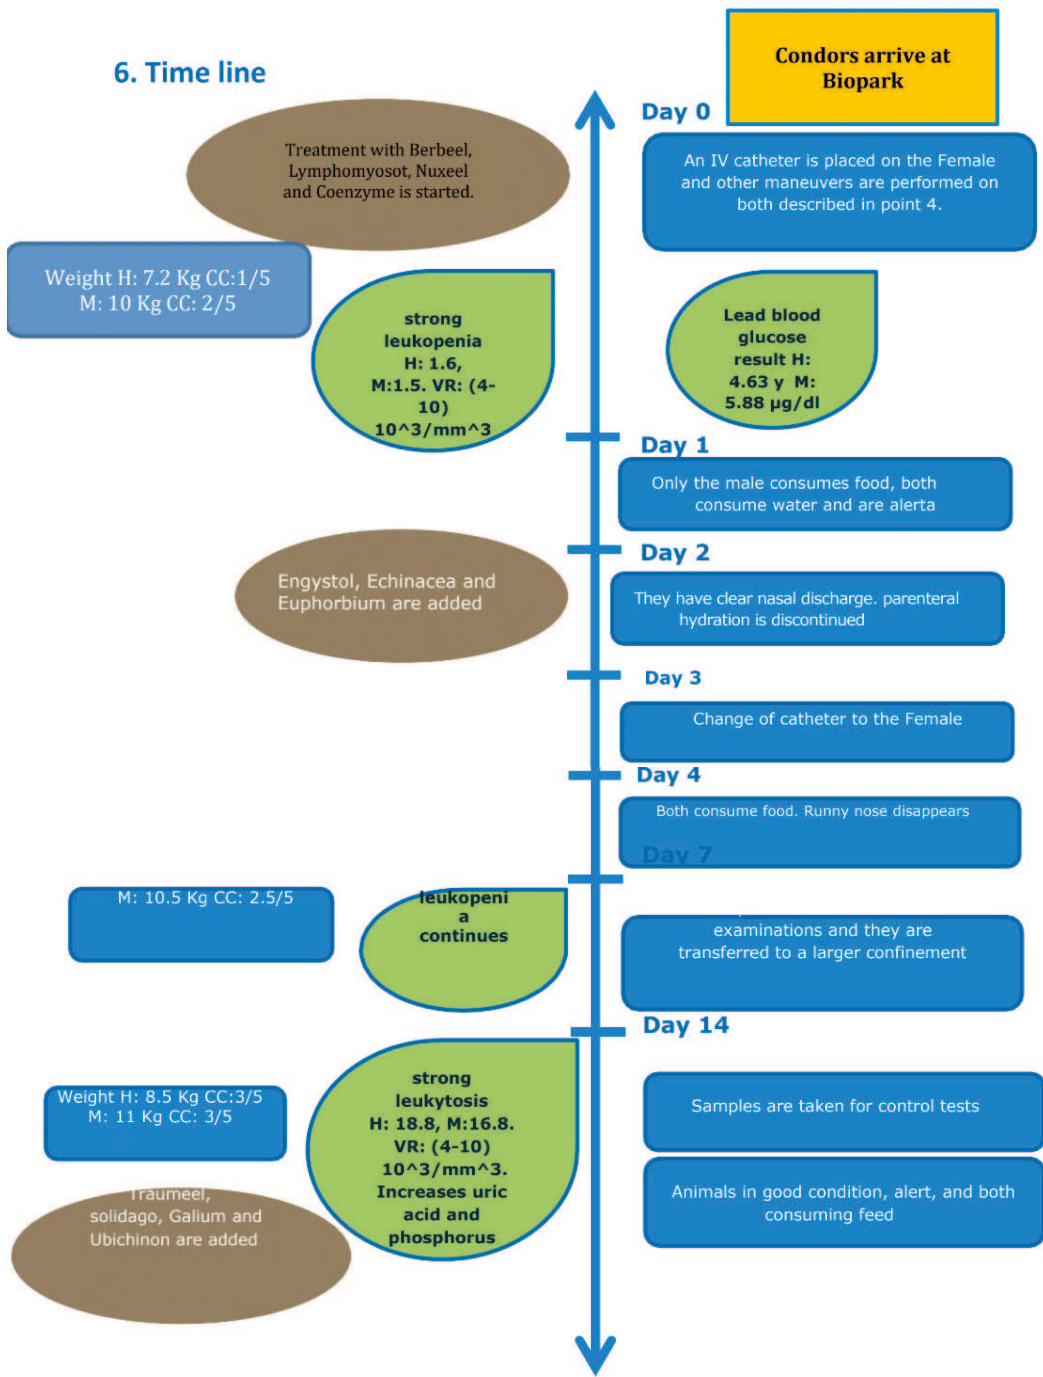 6. Time line
Condors arrive at
Biopark
Day 0
Treatment with Berbeel,
Lymphomyosot, Nuxeel
and Coenzyme is started.
An IV catheter is placed on the Female
and other maneuvers are performed on
both described in point 4.
Weight H: 7.2 Kg CC:1/5
M: 10 Kg CC: 2/5
strong
leukopenia
H: 1.6,
M:1.5. VR: (4-
10)
10^3/mm^3
Lead blood
glucose
result H:
4.63 y M:
5.88 µg/dl
Day 1
Only the male consumes food, both
consume water and are alerta
Day 2
Engystol, Echinacea and
Euphorbium are added
They have clear nasal discharge. parenteral
hydration is discontinued
Day 3
Change of catheter to the Female
Day 4
Both consume food. Runny nose disappears
Day 7
M: 10.5 Kg CC: 2.5/5
leukopeni
a
continues
examinations and they are
transferred to a larger confinement
Day 14
strong
leukytosis
H: 18.8, M:16.8.
VR: (4-10)
10^3/mm^3.
Increases uric
acid and
phosphorus
Weight H: 8.5 Kg CC:3/5
M: 11 Kg CC: 3/5
Samples are taken for control tests
Traumeel,
solidago, Galium and
Ubichinon are added
Animals in good condition, alert, and both
consuming feed